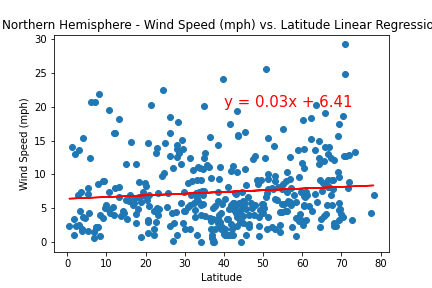 Northern Hemisphere - Wind Speed (mph) vs. Latitude Linear Regressio
30
25
20
15
10
5
0
Wind Speed (mph)
y = 0.03x + 6.41
0 10 20 30 40 50 60 70 80
Latitude